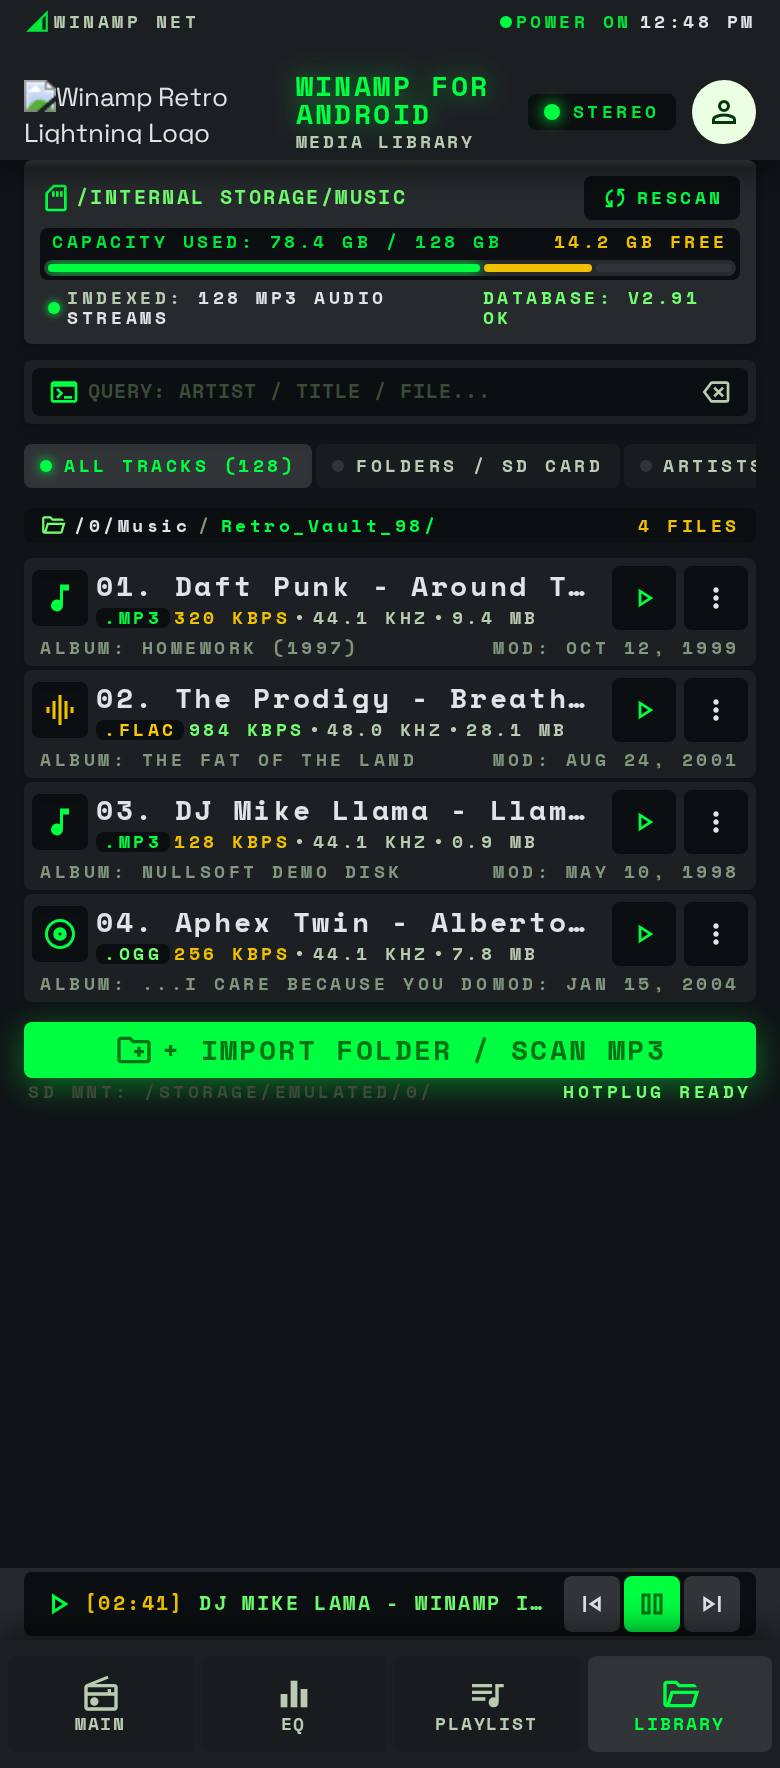 WINAMP NET
POWER ON 12:48 PM
Winamp Retro
Lightning Logo
WINAMP FOR
ANDROID
MEDIA LIBRARY
STEREO
/INTERNAL STORAGE/MUSIC
RESCAN
CAPACITY USED: 78.4 GB / 128 GB
14.2 GB FREE
INDEXED: 128 MP3 AUDIO
STREAMS
DATABASE: V2.91
OK
QUERY: ARTIST / TITLE / FILE...
ALL TRACKS (128)
FOLDERS / SD CARD
ARTISTS
/0/Music / Retro_Vault_98/
4 FILES
01. Daft Punk - Around T…
.MP3 320 KBPS • 44.1 KHZ • 9.4 MB
ALBUM: HOMEWORK (1997)
MOD: OCT 12, 1999
02. The Prodigy - Breath…
.FLAC 984 KBPS • 48.0 KHZ • 28.1 MB
ALBUM: THE FAT OF THE LAND
MOD: AUG 24, 2001
03. DJ Mike Llama - Llam…
.MP3 128 KBPS • 44.1 KHZ • 0.9 MB
ALBUM: NULLSOFT DEMO DISK
MOD: MAY 10, 1998
04. Aphex Twin - Alberto…
.OGG 256 KBPS • 44.1 KHZ • 7.8 MB
ALBUM: ...I CARE BECAUSE YOU DO
MOD: JAN 15, 2004
+ IMPORT FOLDER / SCAN MP3
SD MNT: /STORAGE/EMULATED/0/
HOTPLUG READY
[02:41] DJ MIKE LAMA - WINAMP I…
MAIN
EQ
PLAYLIST
LIBRARY